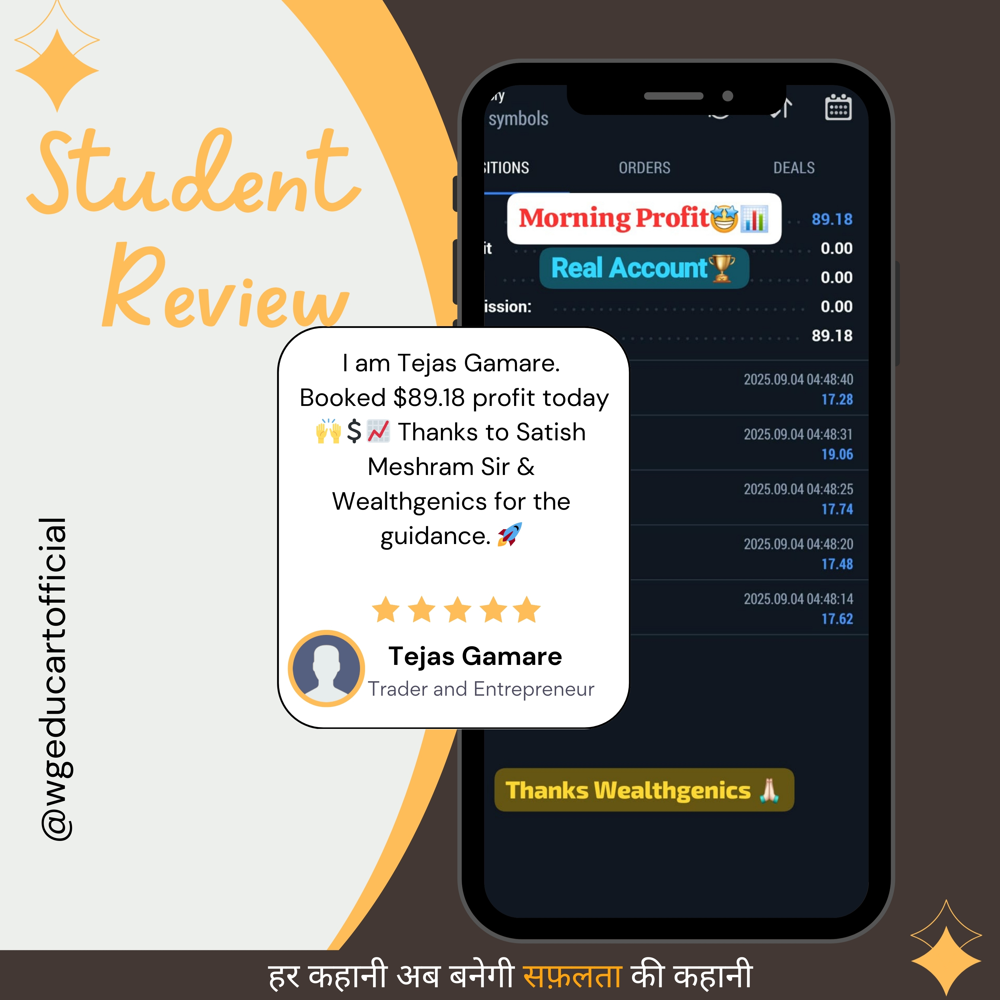 Student
Review
@wgeducartofficial
symbols
ORDERS
DEALS
Morning Profit🤩📊
89.18
0.00
Real Account🏆
0.00
0.00
89.18
2025.09.04 04:48:40
17.28
2025.09.04 04:48:31
19.06
2025.09.04 04:48:25
17.74
2025.09.04 04:48:20
17.48
2025.09.04 04:48:14
17.62
I am Tejas Gamare.
Booked $89.18 profit today
🙌💲📈 Thanks to Satish
Meshram Sir &
Wealthgenics for the
guidance. 🚀
Tejas Gamare
Trader and Entrepreneur
Thanks Wealthgenics 🙏🏻
हर कहानी अब बनेगी सफ़लता की कहानी